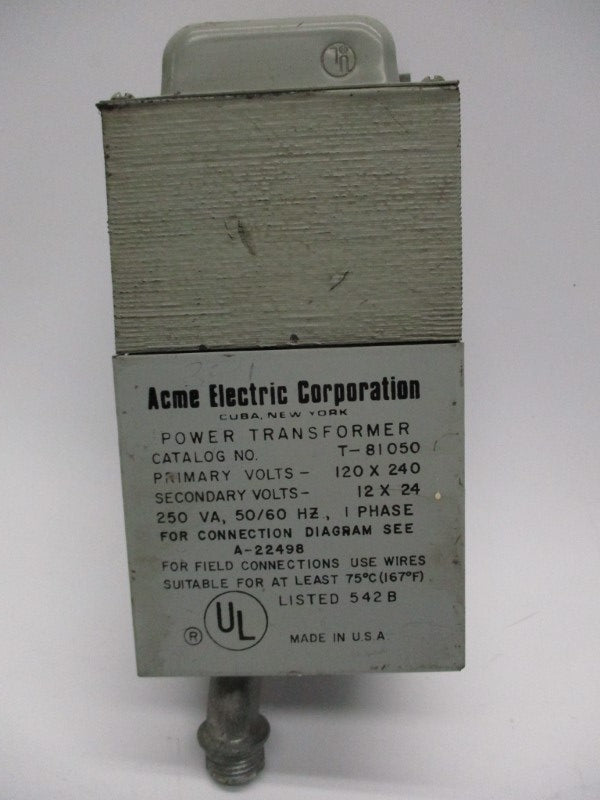 Acme Electric Corporation
CUBA, NEW YORK
POWER TRANSFORMER
CATALOG NO. T-81050
PRIMARY VOLTS - 120 X 240
SECONDARY VOLTS - 12 X 24
250 VA, 50/60 HZ., 1 PHASE
FOR CONNECTION DIAGRAM SEE
A-22498
FOR FIELD CONNECTIONS USE WIRES
SUITABLE FOR AT LEAST 75°C (167°F)
UL LISTED 542B
® MADE IN U.S.A